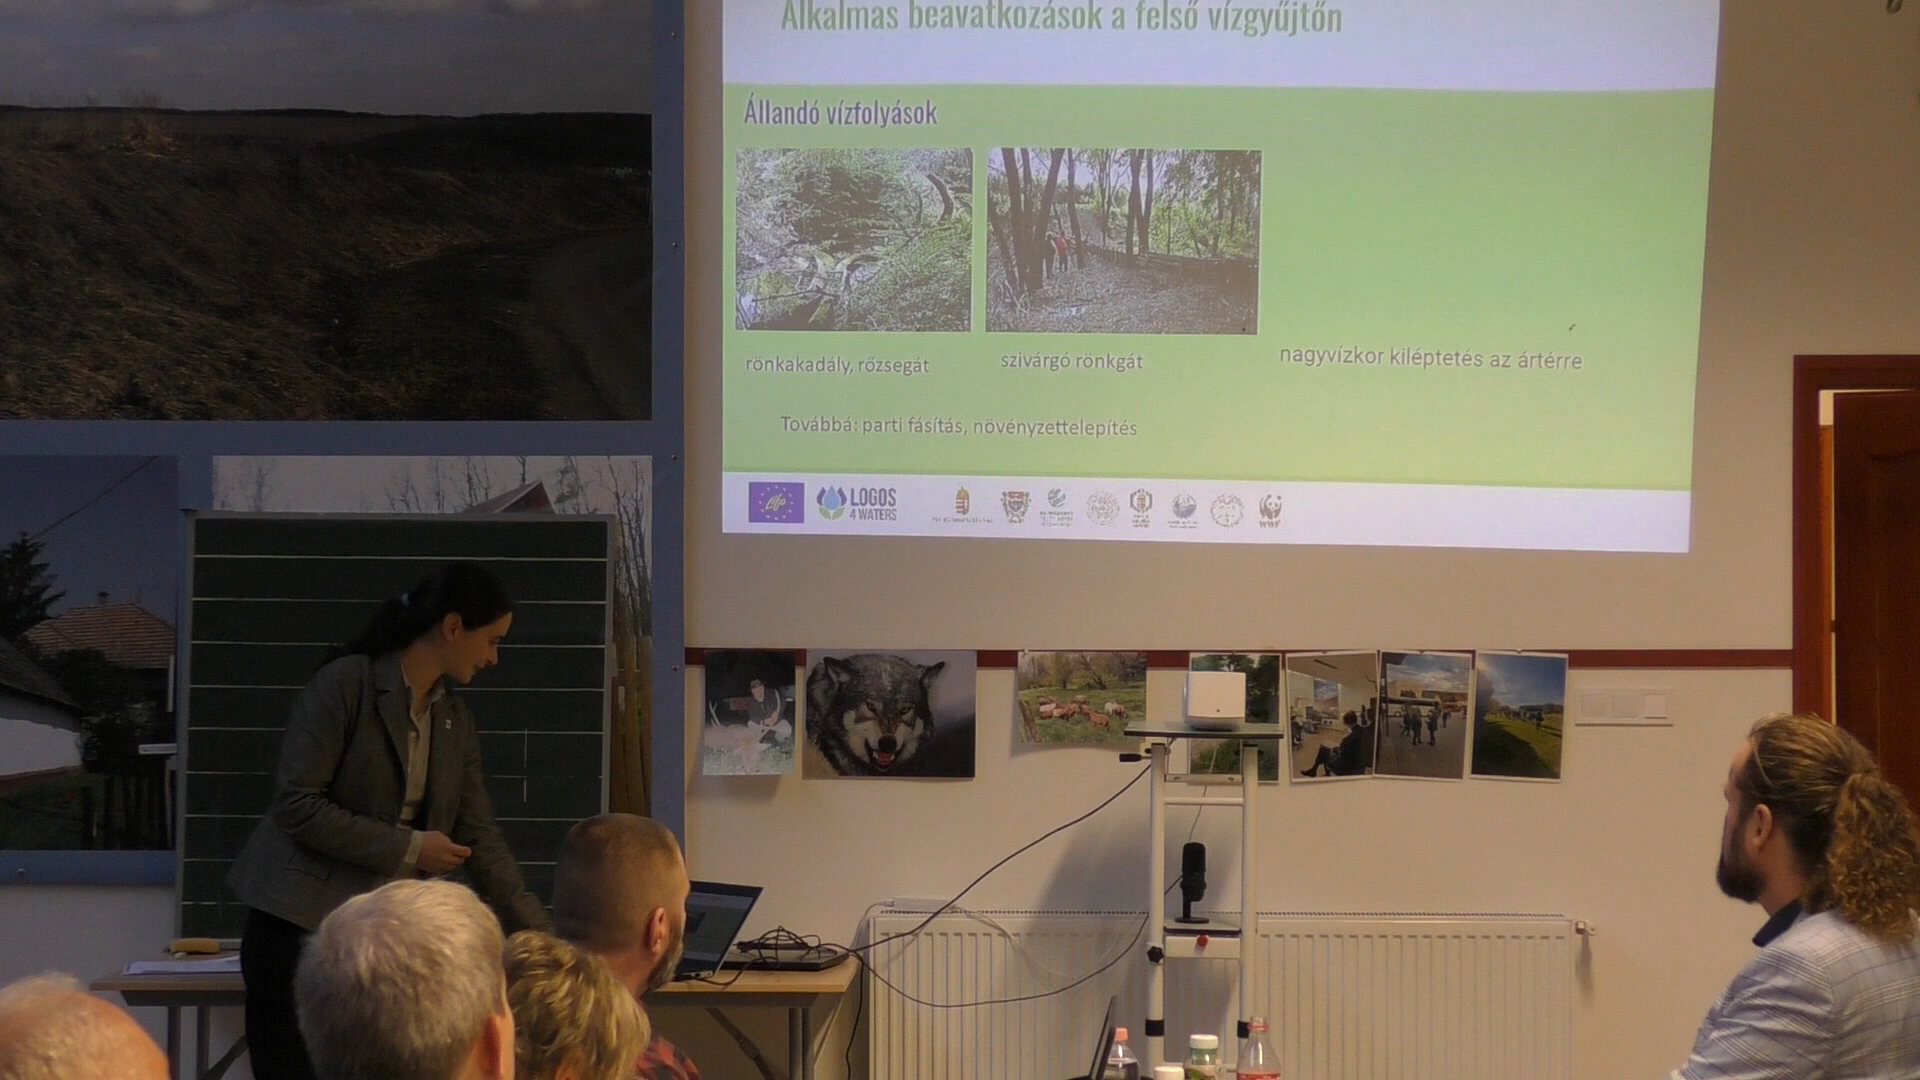 Alkalmas beavatkozások a felső vízgyűjtőn
Állandó vízfolyások
rönkakadály, rőzsegát
szivárgó rönkgát
nagyvízkor kiléptetés az ártérre
Továbbá: parti fásítás, növényzettelepítés
Life
LOGOS
4 WATERS
WWF